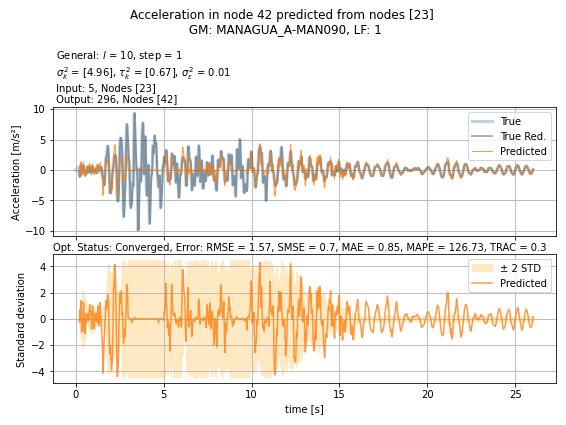 Acceleration in node 42 predicted from nodes [23]
GM: MANAGUA_A-MAN090, LF: 1
General: l = 10, step = 1
σ²ₖ = [4.96], τ²ₖ = [0.67], σ²ε = 0.01
Input: 5, Nodes [23]
Output: 296, Nodes [42]
10
5
0
−5
−10
Acceleration [m/s²]
True
True Red.
Predicted
Opt. Status: Converged, Error: RMSE = 1.57, SMSE = 0.7, MAE = 0.85, MAPE = 126.73, TRAC = 0.3
4
2
0
−2
−4
Standard deviation
± 2 STD
Predicted
0 5 10 15 20 25
time [s]